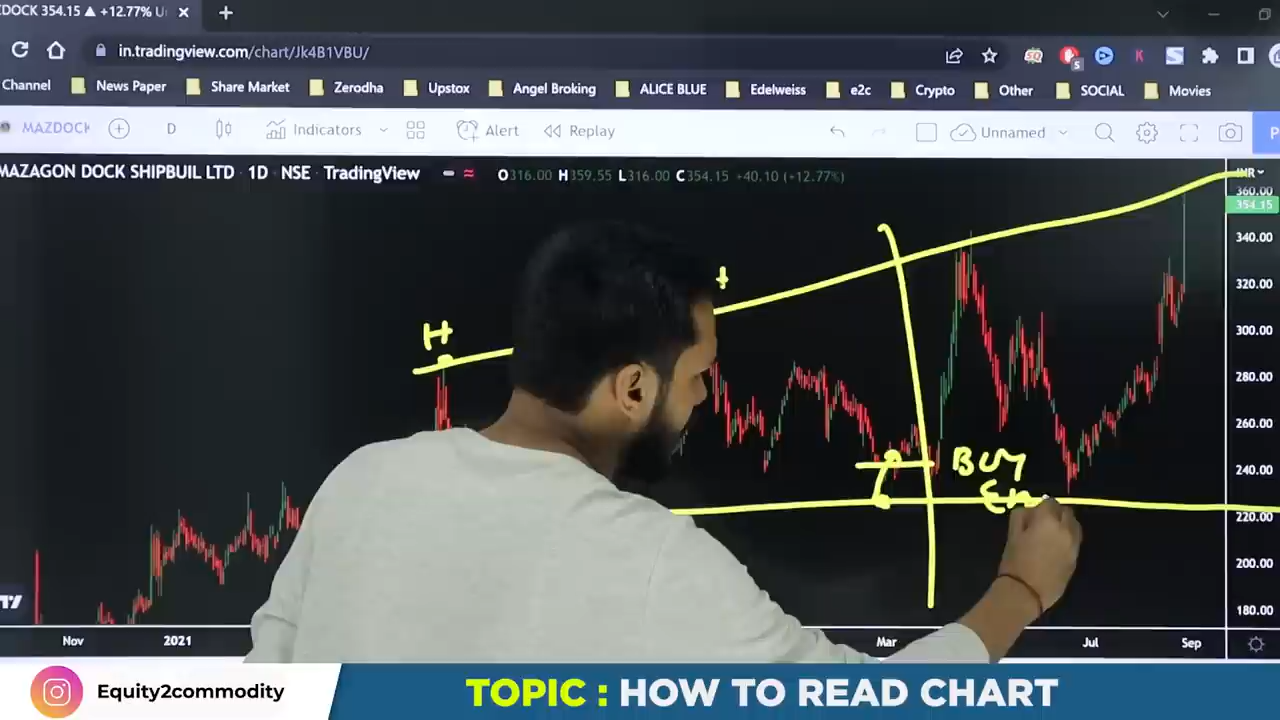 ZDOCK 354.15 ▲ +12.77% U
in.tradingview.com/chart/Jk4B1VBU/
Channel News Paper Share Market Zerodha Upstox Angel Broking ALICE BLUE Edelweiss e2c Crypto Other SOCIAL Movies
MAZDOCK D Indicators Alert Replay Unnamed P
MAZAGON DOCK SHIPBUIL LTD 1D NSE TradingView O316.00 H359.55 L316.00 C354.15 +40.10 (+12.77%)
INR
360.00
354.15
340.00
320.00
300.00
280.00
260.00
240.00
220.00
200.00
180.00
H
BUY
En
Nov 2021 Mar Jul Sep
Equity2commodity
TOPIC : HOW TO READ CHART